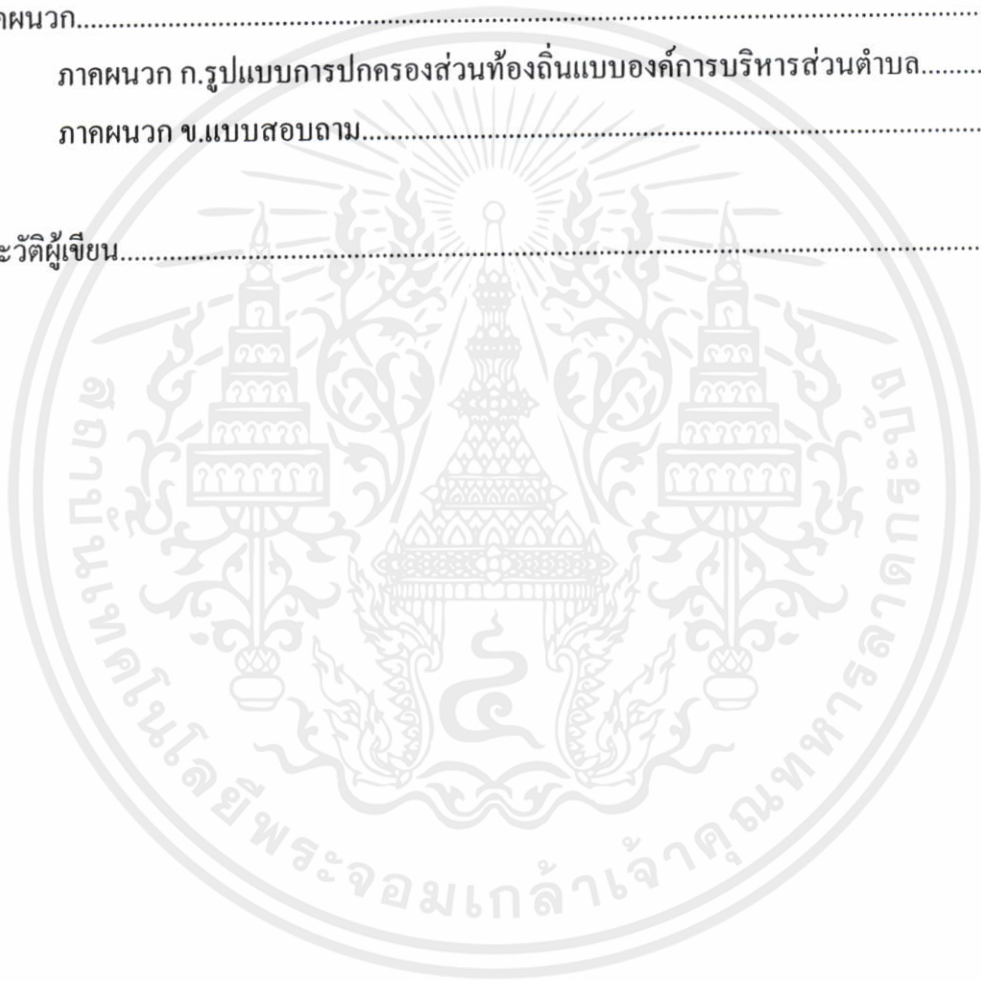 คผนวก........................................................................................................
ภาคผนวก ก.รูปแบบการปกครองส่วนท้องถิ่นแบบองค์การบริหารส่วนตำบล.........
ภาคผนวก ข.แบบสอบถาม........................................................................
ะวัติผู้เขียน..................................................................................................
สถาบันเทคโนโลยีพระจอมเกล้าเจ้าคุณทหารลาดกระบัง